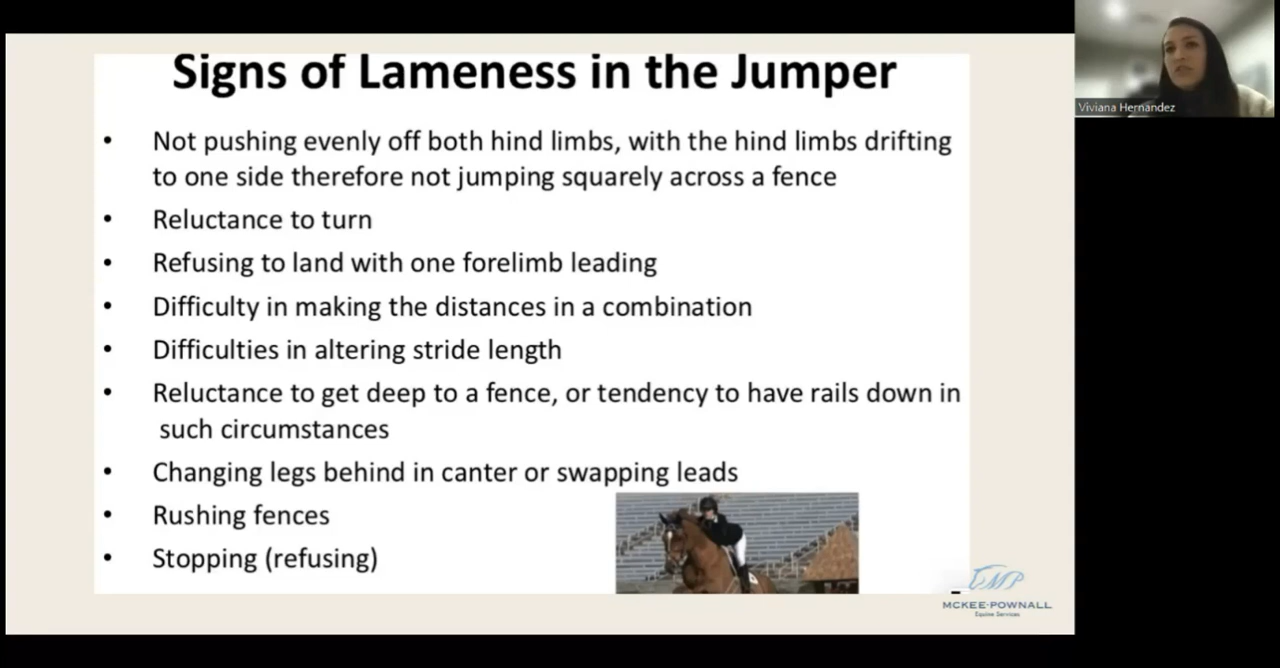 Signs of Lameness in the Jumper
Viviana Hernandez
• Not pushing evenly off both hind limbs, with the hind limbs drifting
to one side therefore not jumping squarely across a fence
• Reluctance to turn
• Refusing to land with one forelimb leading
• Difficulty in making the distances in a combination
• Difficulties in altering stride length
• Reluctance to get deep to a fence, or tendency to have rails down in
such circumstances
• Changing legs behind in canter or swapping leads
• Rushing fences
• Stopping (refusing)
MP
MCKEE-POWNALL
Equine Services